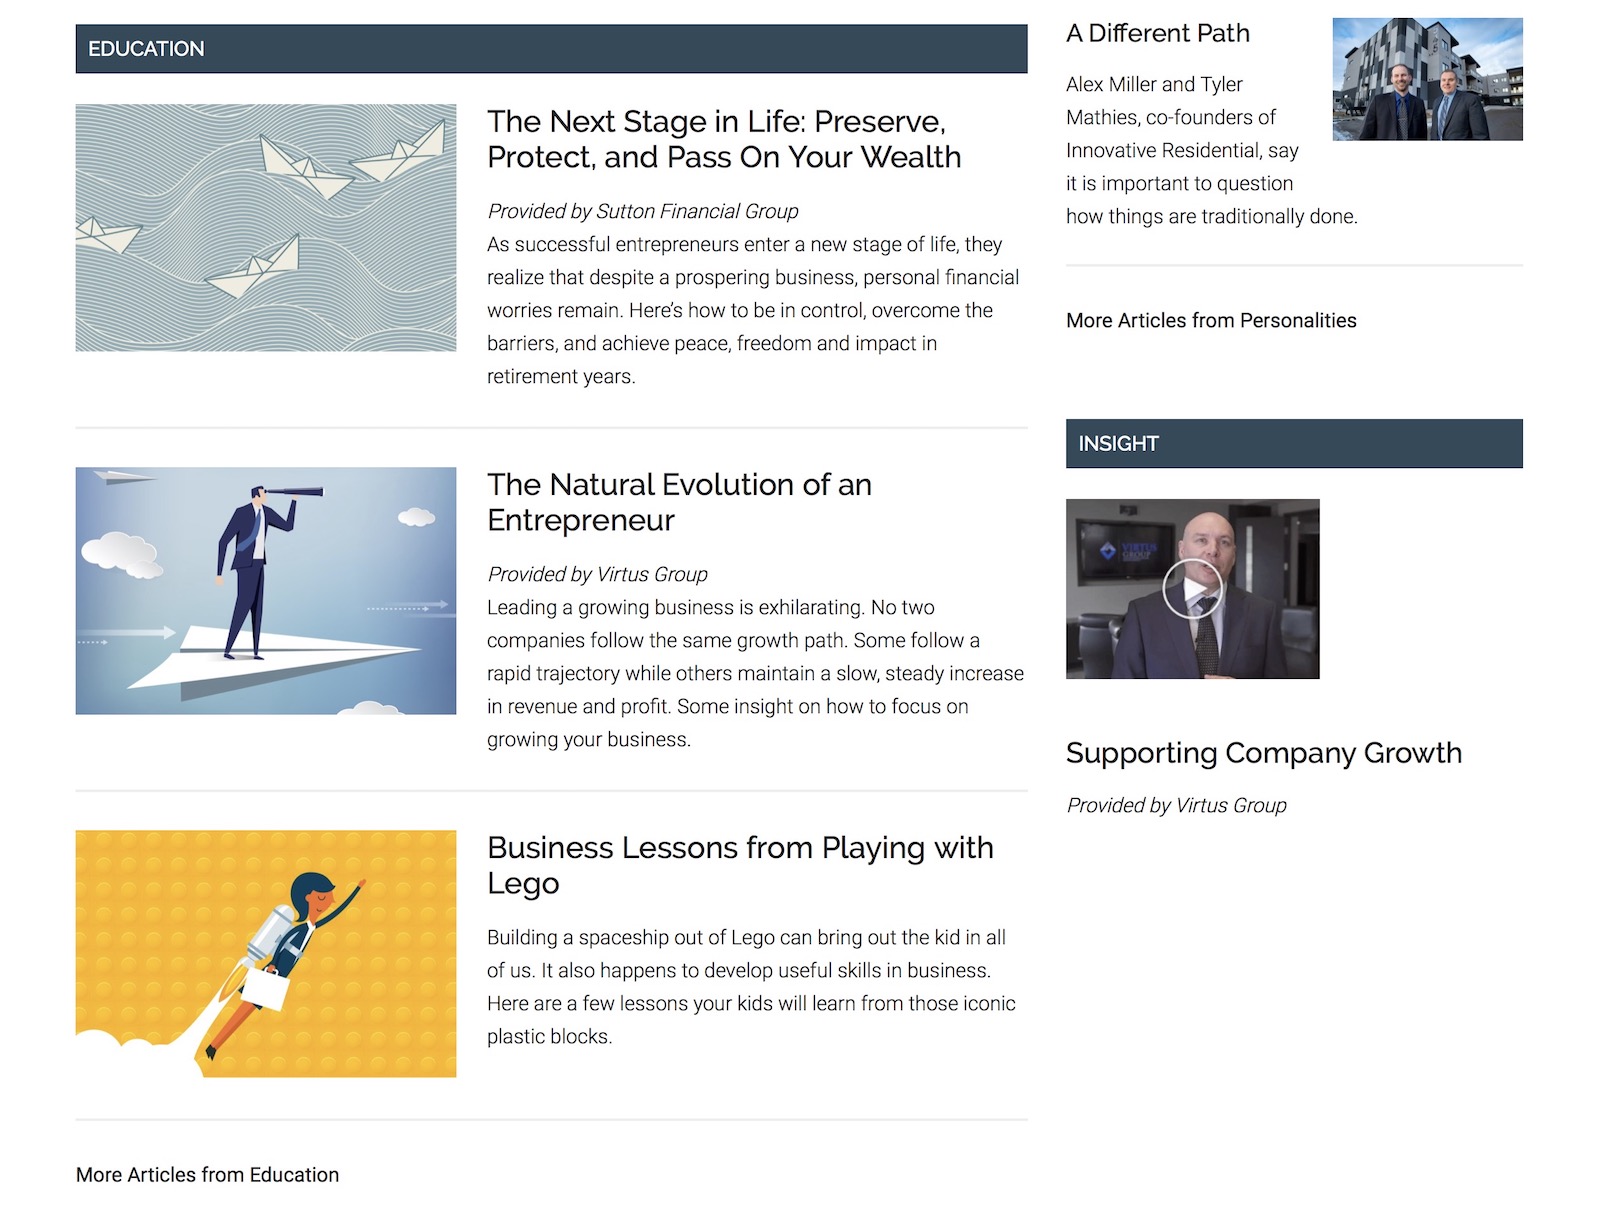 EDUCATION
The Next Stage in Life: Preserve,
Protect, and Pass On Your Wealth
Provided by Sutton Financial Group
As successful entrepreneurs enter a new stage of life, they
realize that despite a prospering business, personal financial
worries remain. Here’s how to be in control, overcome the
barriers, and achieve peace, freedom and impact in
retirement years.
The Natural Evolution of an
Entrepreneur
Provided by Virtus Group
Leading a growing business is exhilarating. No two
companies follow the same growth path. Some follow a
rapid trajectory while others maintain a slow, steady increase
in revenue and profit. Some insight on how to focus on
growing your business.
Business Lessons from Playing with
Lego
Building a spaceship out of Lego can bring out the kid in all
of us. It also happens to develop useful skills in business.
Here are a few lessons your kids will learn from those iconic
plastic blocks.
More Articles from Education
A Different Path
Alex Miller and Tyler
Mathies, co-founders of
Innovative Residential, say
it is important to question
how things are traditionally done.
More Articles from Personalities
INSIGHT
VIRTUS
GROUP
Supporting Company Growth
Provided by Virtus Group